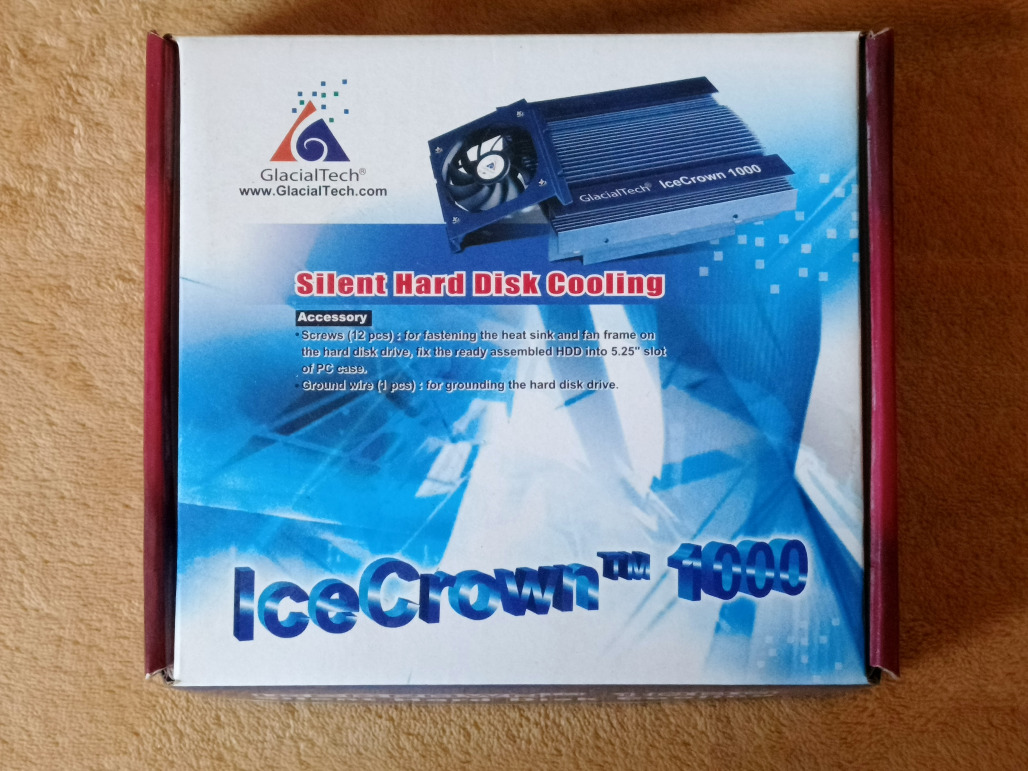 GlacialTech®
www.GlacialTech.com
GlacialTech® IceCrown 1000
Silent Hard Disk Cooling
Accessory
• Screws (12 pcs) : for fastening the heat sink and fan frame on
the hard disk drive, fix the ready assembled HDD into 5.25" slot
of PC case.
• Ground wire (1 pcs) : for grounding the hard disk drive.
IceCrown™ 1000